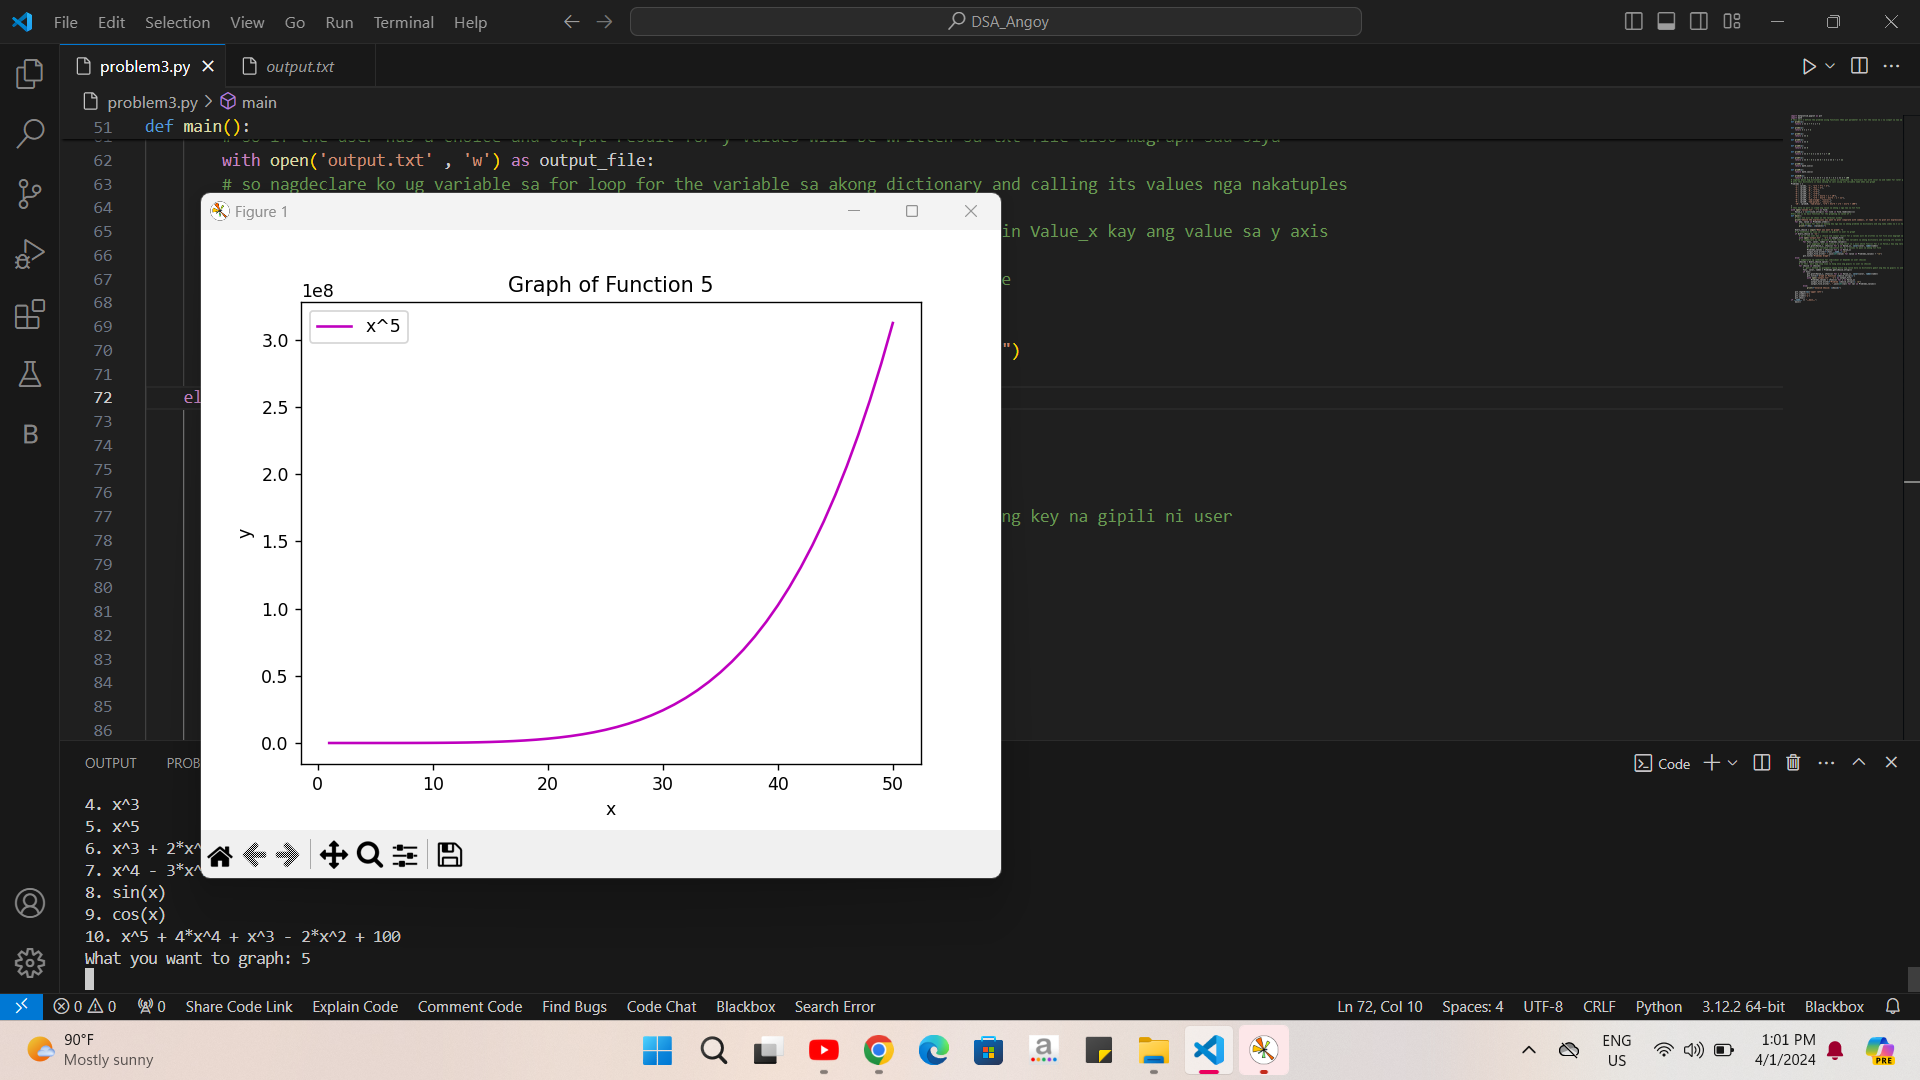 File Edit Selection View Go Run Terminal Help
DSA_Angoy
problem3.py
output.txt
problem3.py > main
51 def main():
62 with open('output.txt' , 'w') as output_file:
63 # so nagdeclare ko ug variable sa for loop for the variable sa akong dictionary and calling its values nga nakatuples
64
65 in Value_x kay ang value sa y axis
66
67 e
68
69
70 ")
71
72 el
73
74
75
76
77 ng key na gipili ni user
78
79
80
81
82
83
84
85
86
Figure 1
Graph of Function 5
1e8
x^5
3.0
2.5
2.0
1.5
1.0
0.5
0.0
y
0 10 20 30 40 50
x
OUTPUT PROB
Code
4. x^3
5. x^5
6. x^3 + 2*x^
7. x^4 - 3*x^
8. sin(x)
9. cos(x)
10. x^5 + 4*x^4 + x^3 - 2*x^2 + 100
What you want to graph: 5
0 0 0 Share Code Link Explain Code Comment Code Find Bugs Code Chat Blackbox Search Error
Ln 72, Col 10 Spaces: 4 UTF-8 CRLF Python 3.12.2 64-bit Blackbox
90°F
Mostly sunny
ENG
US
1:01 PM
4/1/2024
PRE